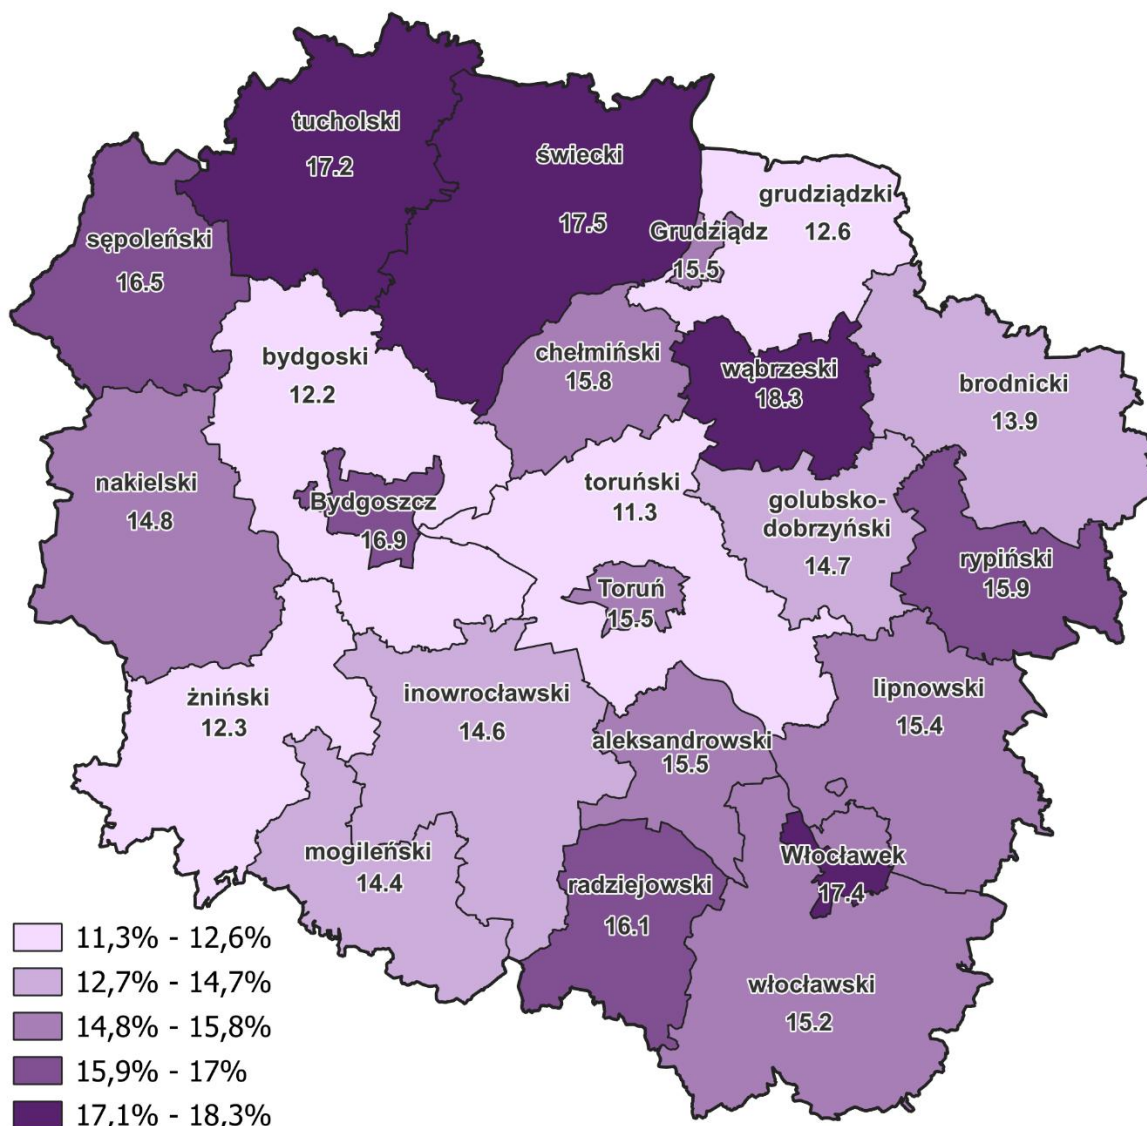 tucholski
17.2
świecki
17.5
grudziądzki
12.6
Grudziądz
15.5
sępoleński
16.5
bydgoski
12.2
chełmiński
15.8
wąbrzeski
18.3
brodnicki
13.9
nakielski
14.8
Bydgoszcz
16.9
toruński
11.3
golubsko-
dobrzyński
14.7
rypiński
15.9
Toruń
15.5
żniński
12.3
inowrocławski
14.6
lipnowski
15.4
aleksandrowski
15.5
mogileński
14.4
radziejowski
16.1
Włocławek
17.4
włocławski
15.2
11,3% - 12,6%
12,7% - 14,7%
14,8% - 15,8%
15,9% - 17%
17,1% - 18,3%